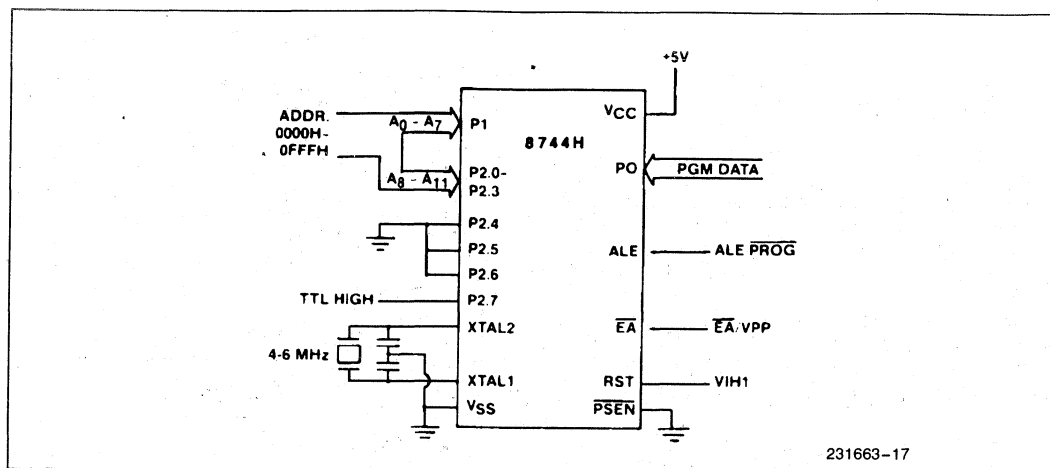 +5V
ADDR.
0000H-
0FFFH
A0 - A7
P1
VCC
8744H
A8 - A11
P2.0-
P2.3
PO
PGM DATA
P2.4
P2.5
ALE
ALE PROG
P2.6
TTL HIGH
P2.7
XTAL2
EA
EA/VPP
4-6 MHz
XTAL1
RST
VIH1
VSS
PSEN
231663-17